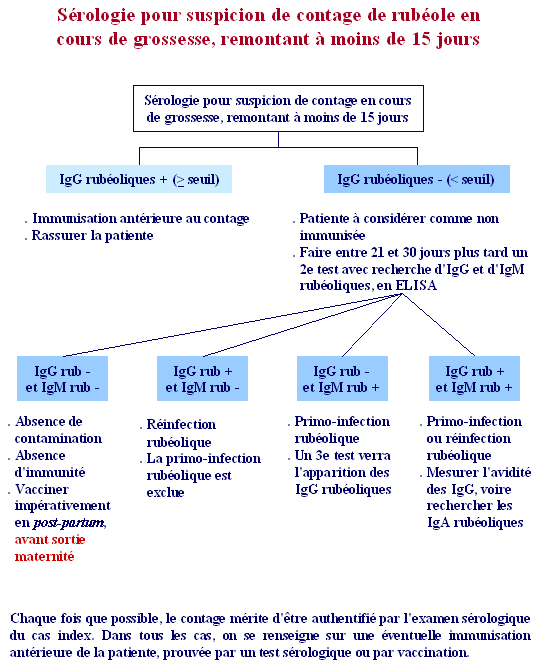 Sérologie pour suspicion de contage de rubéole en
cours de grossesse, remontant à moins de 15 jours
Sérologie pour suspicion de contage en cours
de grossesse, remontant à moins de 15 jours
IgG rubéoliques + (≥ seuil)
IgG rubéoliques - (< seuil)
. Immunisation antérieure au contage
. Rassurer la patiente
. Patiente à considérer comme non
immunisée
. Faire entre 21 et 30 jours plus tard un
2e test avec recherche d'IgG et d'IgM
rubéoliques, en ELISA
IgG rub -
et IgM rub -
IgG rub +
et IgM rub -
IgG rub -
et IgM rub +
IgG rub +
et IgM rub +
. Absence de
contamination
. Absence
d'immunité
. Vacciner
impérativement
en post-partum,
avant sortie
maternité
. Réinfection
rubéolique
. La primo-infection
rubéolique est
exclue
. Primo-infection
rubéolique
. Un 3e test verra
l'apparition des
IgG rubéoliques
. Primo-infection
ou réinfection
rubéolique
. Mesurer l'avidité
des IgG, voire
rechercher les
IgA rubéoliques
Chaque fois que possible, le contage mérite d'être authentifié par l'examen sérologique
du cas index. Dans tous les cas, on se renseigne sur une éventuelle immunisation
antérieure de la patiente, prouvée par un test sérologique ou par vaccination.